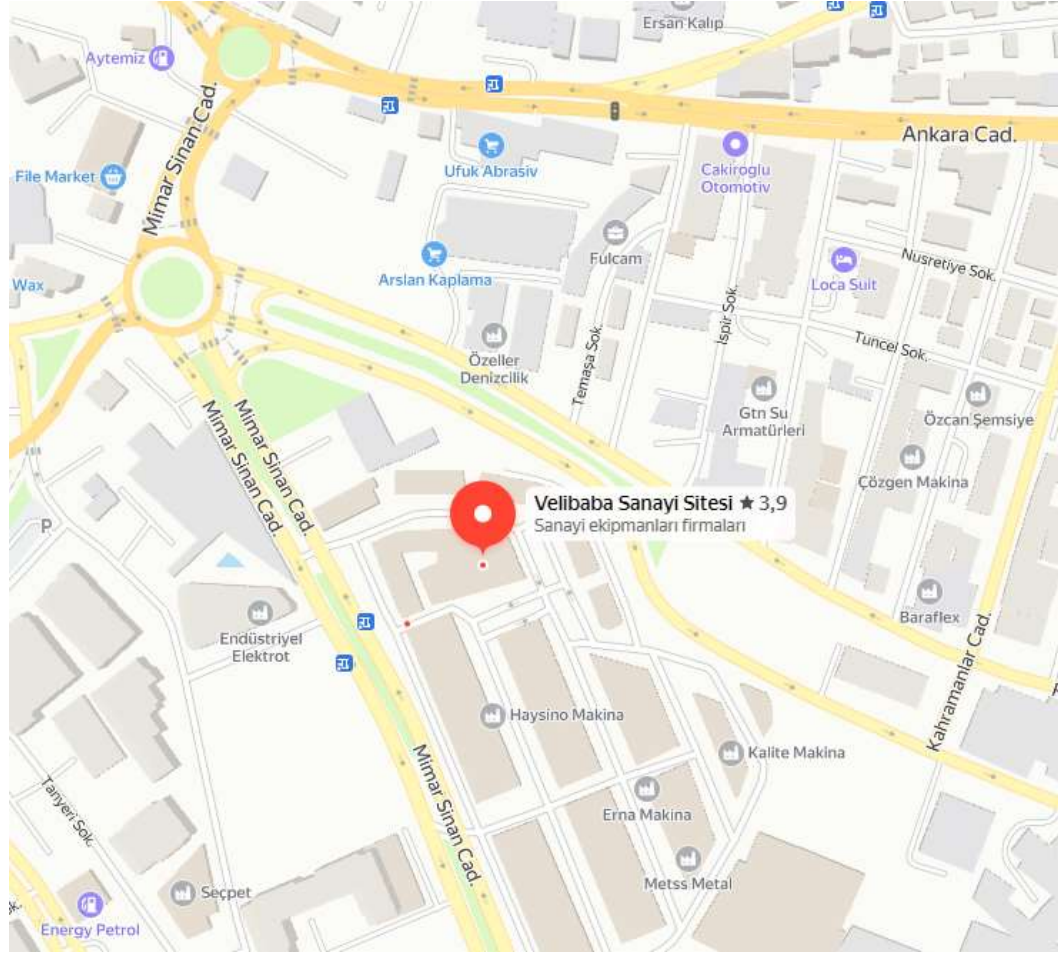 Ersan Kalıp
Aytemiz
Mimar Sinan Cad.
Ankara Cad.
Ufuk Abrasiv
Cakiroglu
Otomotiv
File Market
Fulcam
Nusretiye Sok.
Wax
Arslan Kaplama
Loca Suit
İspir Sok.
Tuncel Sok.
Özeller
Denizcilik
Temaşa Sok.
Gtn Su
Armatürleri
Özcan Şemsiye
Mimar Sinan Cad.
Mimar Sinan Cad.
Çözgen Makina
Velibaba Sanayi Sitesi ★ 3,9
Sanayi ekipmanları firmaları
P
Baraflex
Endüstriyel
Elektrot
Kahramanlar Cad.
Haysino Makina
Kalite Makina
Mimar Sinan Cad.
Tanyeri Sok.
Erna Makina
Metss Metal
Seçpet
Energy Petrol